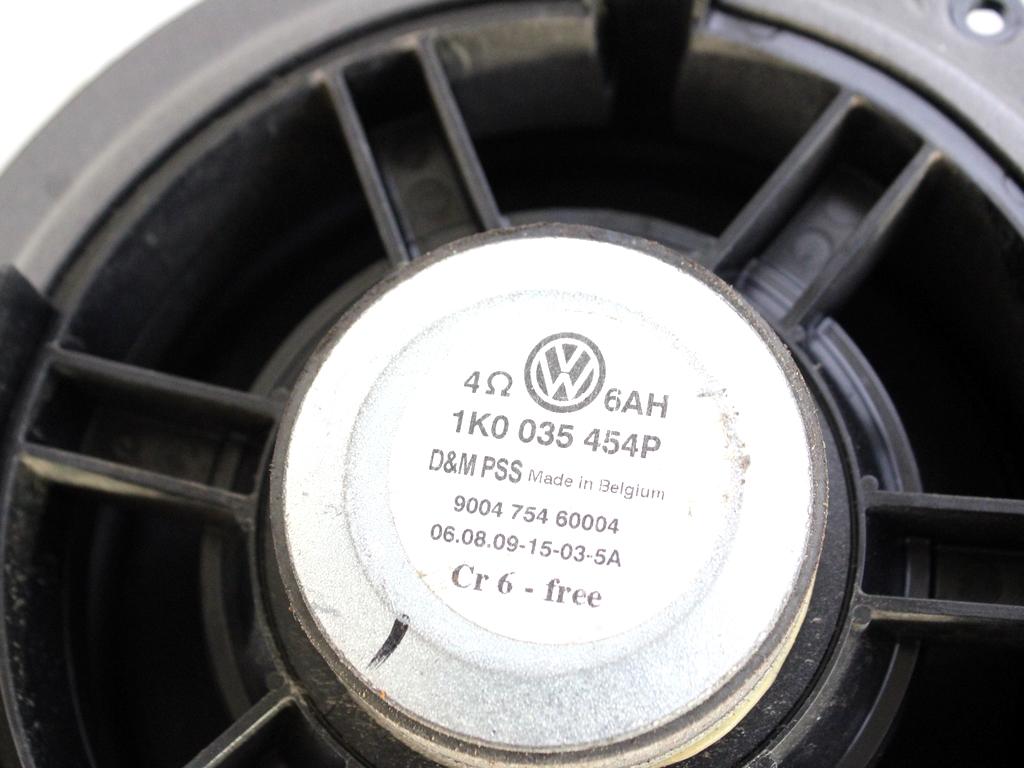 4Ω VW 6AH
1K0 035 454P
D&M PSS Made in Belgium
9004 754 60004
06.08.09-15-03-5A
Cr 6 - free